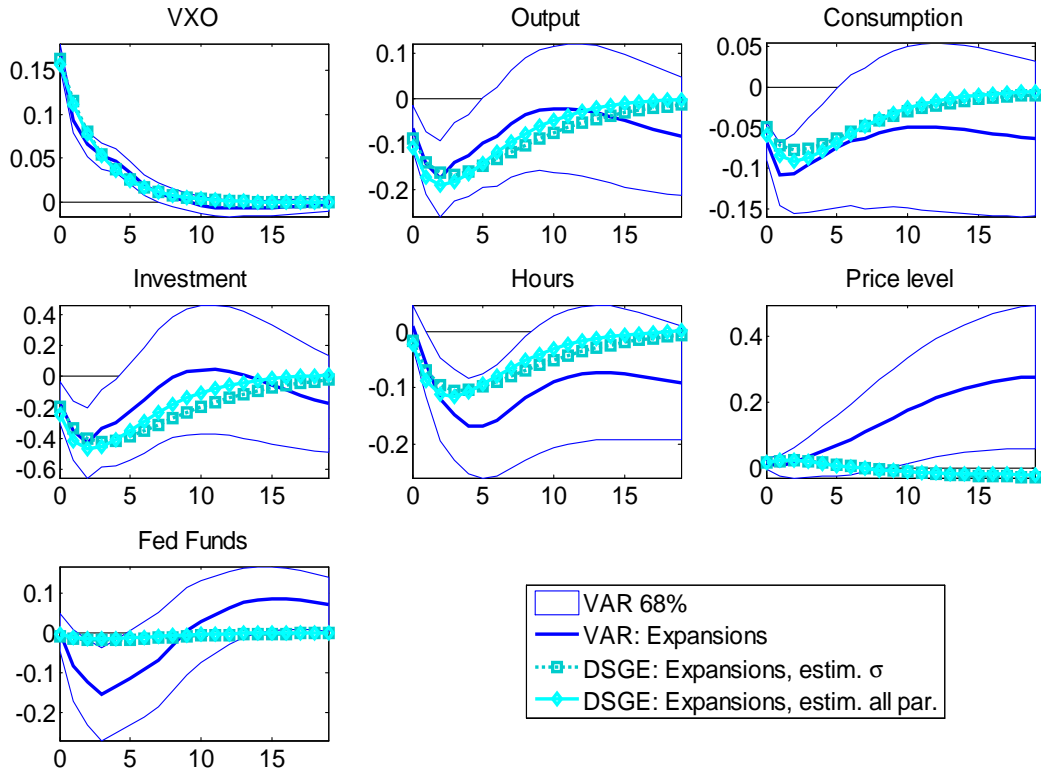 VXO
0.15
0.1
0.05
0
0 5 10 15
Output
0.1
0
-0.1
-0.2
0 5 10 15
Consumption
0.05
0
-0.05
-0.1
-0.15
0 5 10 15
Investment
0.4
0.2
0
-0.2
-0.4
-0.6
0 5 10 15
Hours
0
-0.1
-0.2
0 5 10 15
Price level
0.4
0.2
0
0 5 10 15
Fed Funds
0.1
0
-0.1
-0.2
0 5 10 15
VAR 68%
VAR: Expansions
DSGE: Expansions, estim. σ
DSGE: Expansions, estim. all par.